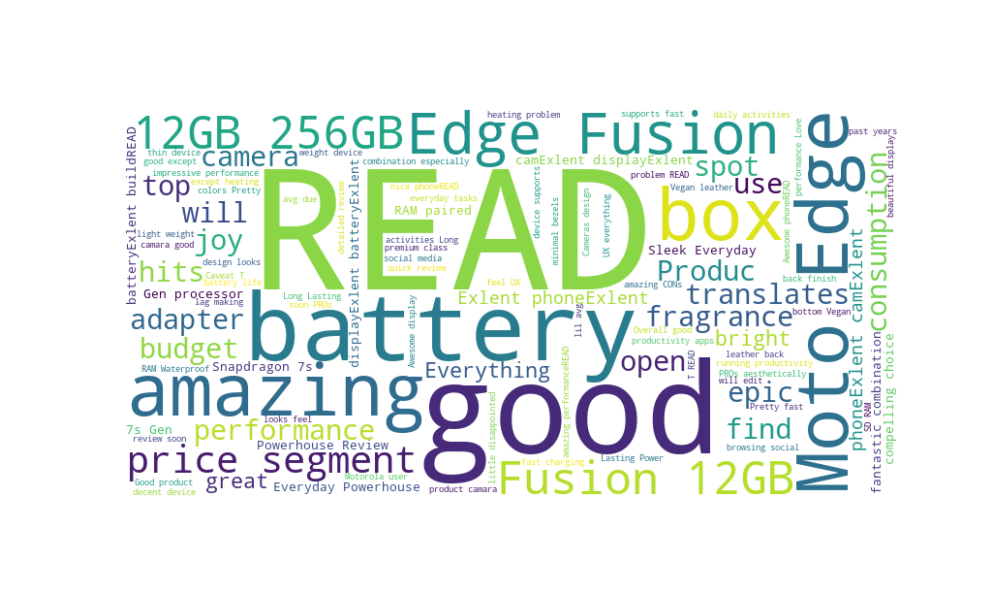 heating problem
supports fast
daily activities
12GB 256GB
Edge Fusion
Moto Edge
past years
thin device
camera
weight device
combination especially
camExlent displayExlent
spot
good except
impressive performance
except heating
nice phoneREAD
problem READ
Vegan leather
use
top
colors Pretty
avg due
everyday tasks
READ
box
will
RAM paired
light weight
activities Long
camara good
joy
premium class
Sleek Everyday
UX everything
design looks
social media
hits
Caveat T
quick review
Produc
back finish
battery life
feel UX
amazing CONs
Gen processor
Long Lasting
Exlent phoneExlent
translates
lag making
soon PROs
fragrance
bottom Vegan
adapter
battery
Overall good
bright
productivity apps
budget
open
leather back
running productivity
RAM Waterproof
Snapdragon 7s
Everything
PROs aesthetically
will edit
epic
amazing
good
Pretty fast
looks feel
7s Gen
performance
find
review soon
Powerhouse Review
browsing social
price segment
fast charging
Lasting Power
Good product
great
Motorola user
Fusion 12GB
decent device
Everyday Powerhouse
product camara
batteryExlent buildREAD
displayExlent batteryExlent
detailed review
Awesome display
little disappointed
amazing performanceREAD
device supports
minimal bezels
Cameras design
lil avg
T READ
Awesome phoneREAD
performance Love
phoneExlent camExlent
SD RAM
consumption
fantastic combination
compelling choice
beautiful display